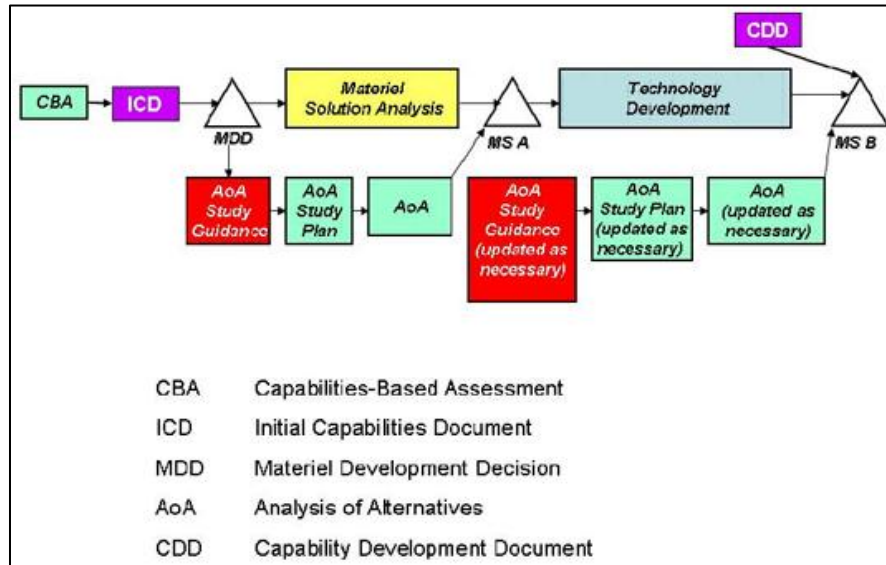 CDD
CBA
ICD
MDD
Materiel
Solution Analysis
MS A
Technology
Development
MS B
AoA
Study
Guidance
AoA
Study
Plan
AoA
AoA
Study
Guidance
(updated as
necessary)
AoA
Study Plan
(updated as
necessary)
AoA
(updated as
necessary)
CBA Capabilities-Based Assessment
ICD Initial Capabilities Document
MDD Materiel Development Decision
AoA Analysis of Alternatives
CDD Capability Development Document